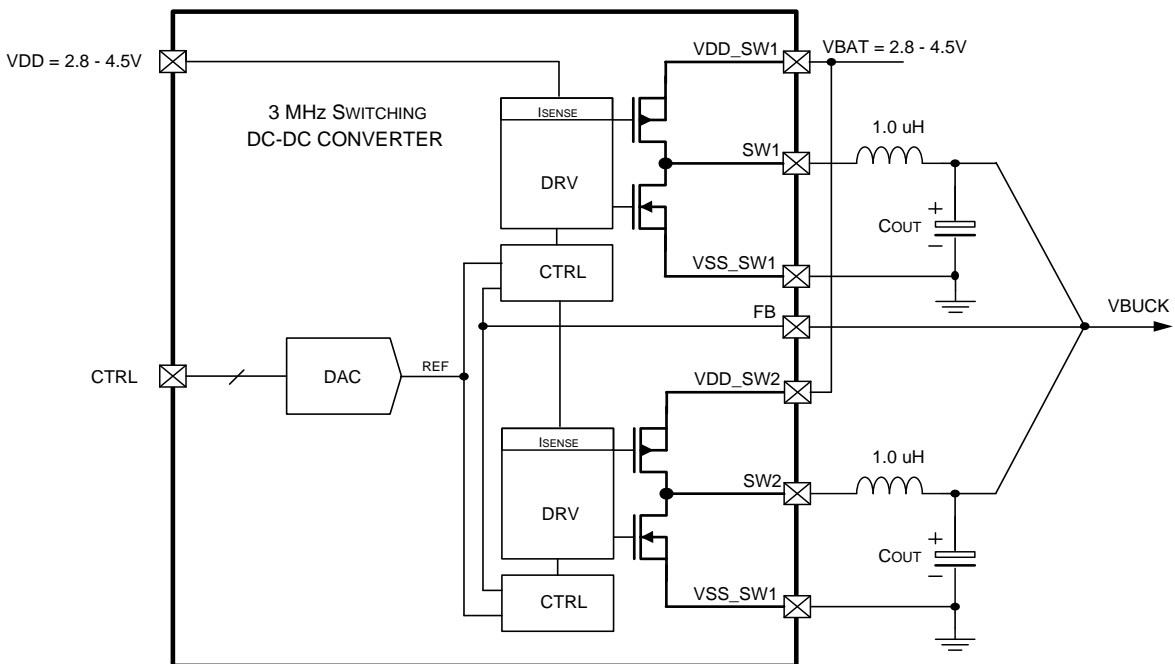 VDD = 2.8 - 4.5V
3 MHz SWITCHING
DC-DC CONVERTER
ISENSE
DRV
CTRL
VDD_SW1
VBAT = 2.8 - 4.5V
SW1
1.0 uH
COUT
+
−
VSS_SW1
FB
VBUCK
CTRL
DAC
REF
VDD_SW2
ISENSE
DRV
CTRL
SW2
1.0 uH
COUT
+
−
VSS_SW1